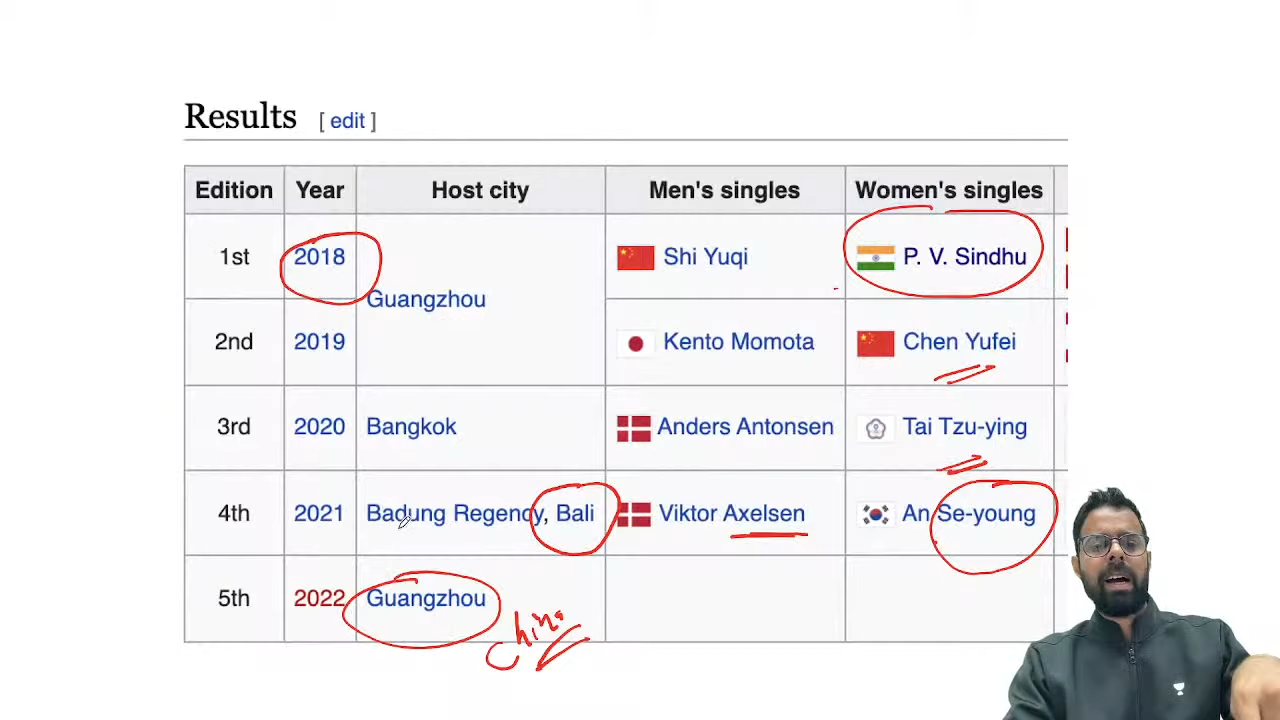 Results [ edit ]
Edition Year Host city Men's singles Women's singles
1st 2018 Guangzhou Shi Yuqi P. V. Sindhu
2nd 2019 Kento Momota Chen Yufei
3rd 2020 Bangkok Anders Antonsen Tai Tzu-ying
4th 2021 Badung Regency, Bali Viktor Axelsen An Se-young
5th 2022 Guangzhou
China